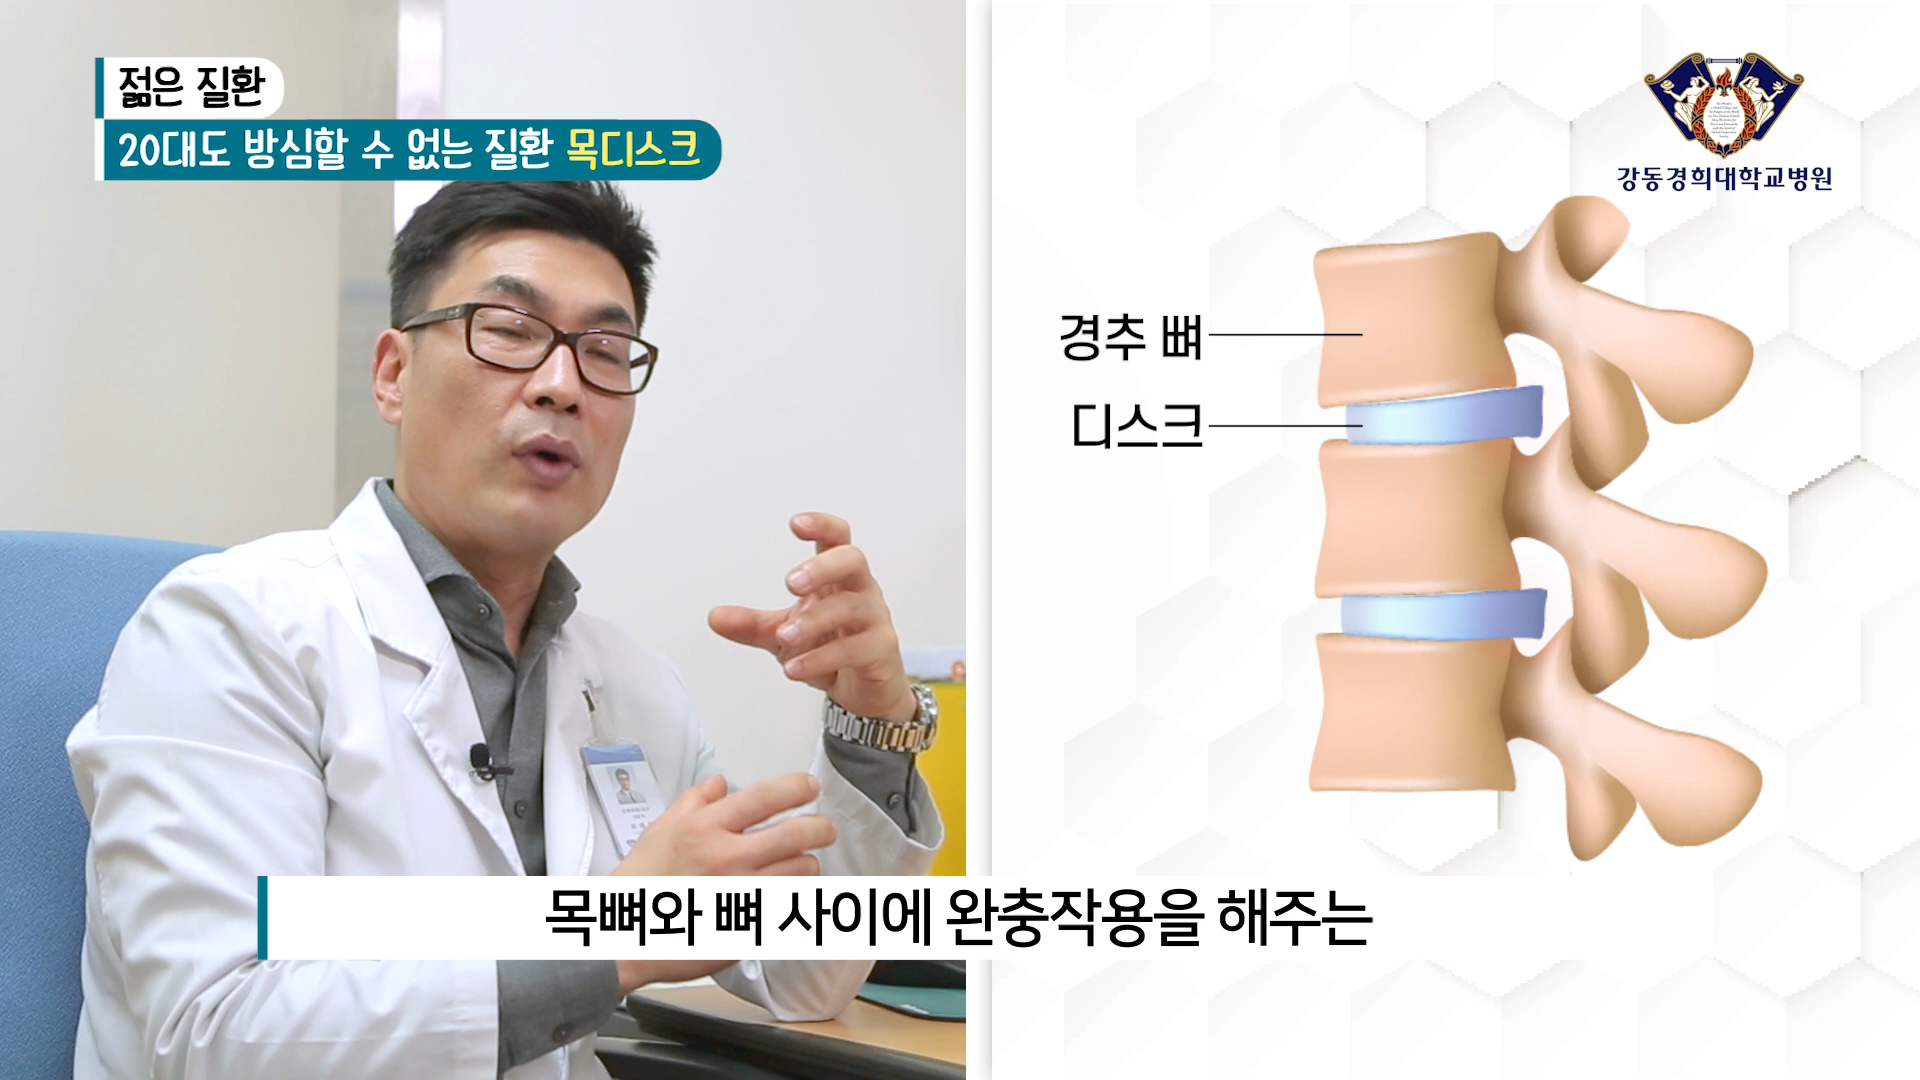 젊은 질환
20대도 방심할 수 없는 질환 목디스크
강동경희대학교병원
경추 뼈
디스크
목뼈와 뼈 사이에 완충작용을 해주는